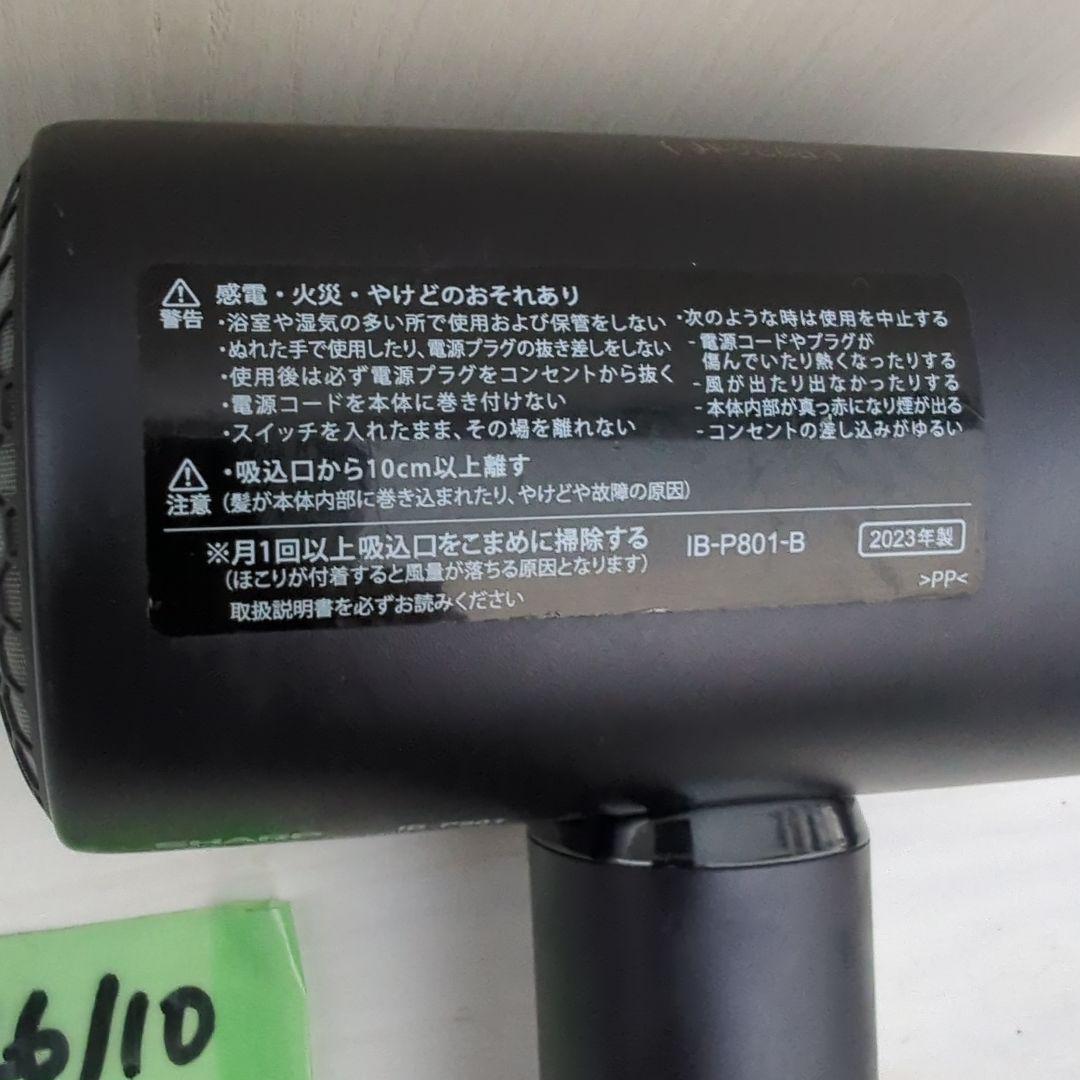 警告
感電・火災・やけどのおそれあり
・浴室や湿気の多い所で使用および保管をしない
・ぬれた手で使用したり、電源プラグの抜き差しをしない
・使用後は必ず電源プラグをコンセントから抜く
・電源コードを本体に巻き付けない
・スイッチを入れたまま、その場を離れない
・次のような時は使用を中止する
- 電源コードやプラグが
傷んでいたり熱くなったりする
- 風が出たり出なかったりする
- 本体内部が真っ赤になり煙が出る
- コンセントの差し込みがゆるい
注意
・吸込口から10cm以上離す
(髪が本体内部に巻き込まれたり、やけどや故障の原因)
※月1回以上吸込口をこまめに掃除する
(ほこりが付着すると風量が落ちる原因となります)
取扱説明書を必ずお読みください
IB-P801-B
2023年製
>PP<
SHARP
6/10